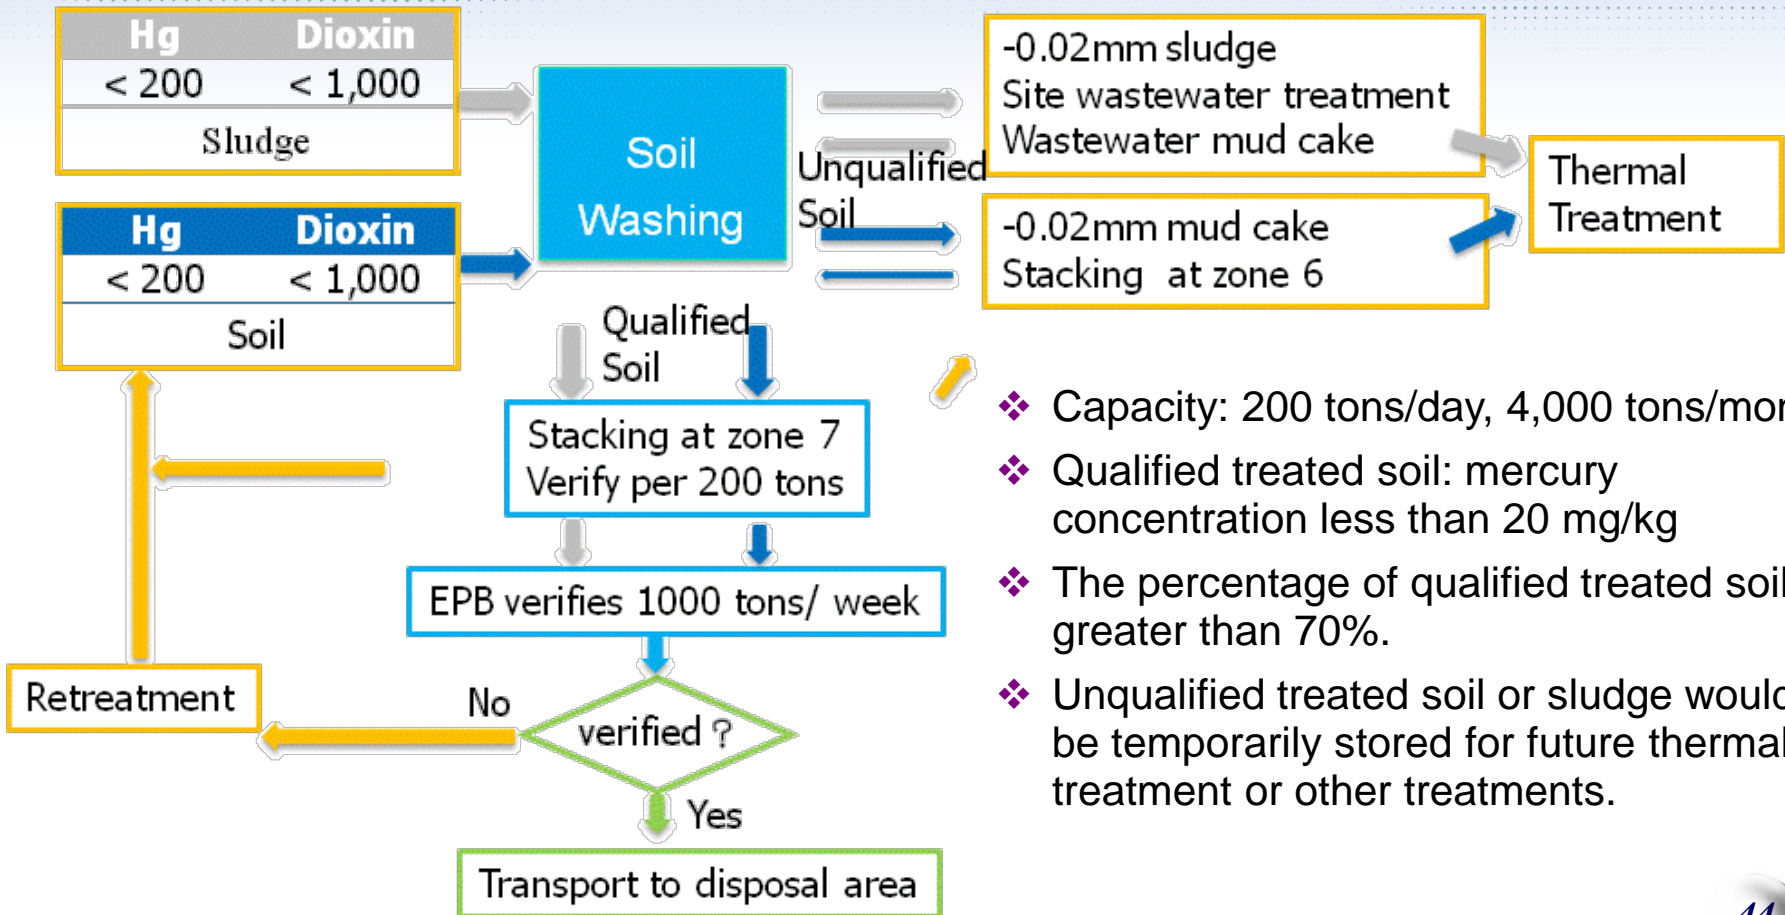 Hg Dioxin
< 200 < 1,000
Sludge
Hg Dioxin
< 200 < 1,000
Soil
Soil
Washing
Unqualified
Soil
-0.02mm sludge
Site wastewater treatment
Wastewater mud cake
-0.02mm mud cake
Stacking at zone 6
Thermal
Treatment
Qualified
Soil
Stacking at zone 7
Verify per 200 tons
EPB verifies 1000 tons/ week
verified ?
No
Retreatment
Yes
Transport to disposal area
❖ Capacity: 200 tons/day, 4,000 tons/mon
❖ Qualified treated soil: mercury
concentration less than 20 mg/kg
❖ The percentage of qualified treated soil
greater than 70%.
❖ Unqualified treated soil or sludge would
be temporarily stored for future thermal
treatment or other treatments.